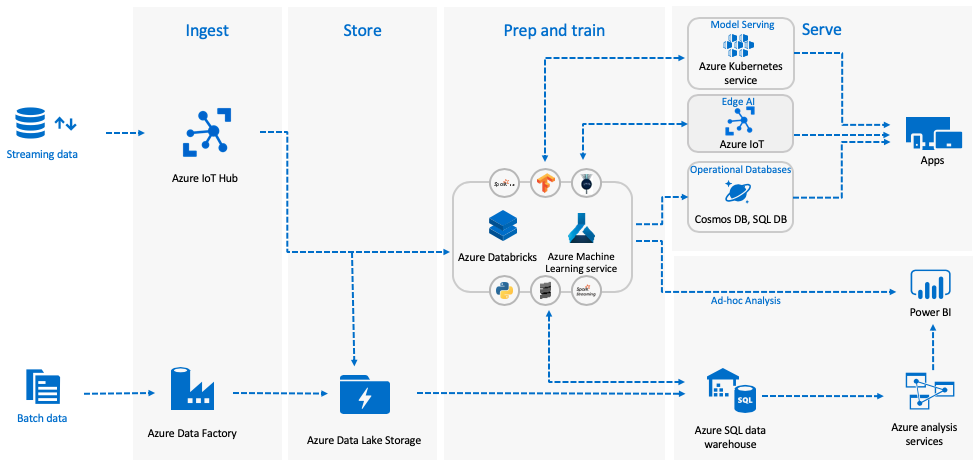 Ingest
Store
Prep and train
Serve
Model Serving
Azure Kubernetes
service
Edge AI
Azure IoT
Operational Databases
Cosmos DB, SQL DB
Apps
Streaming data
Azure IoT Hub
Azure Databricks
Azure Machine
Learning service
Spark
Streaming
Ad-hoc Analysis
Power BI
Batch data
Azure Data Factory
Azure Data Lake Storage
SQL
Azure SQL data
warehouse
Azure analysis
services